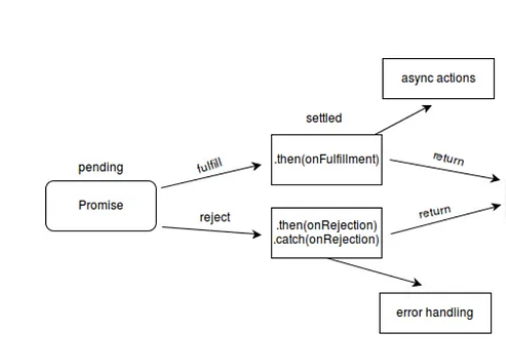 async actions
settled
.then(onFulfillment)
return
fulfill
pending
Promise
reject
.then(onRejection)
.catch(onRejection)
return
error handling